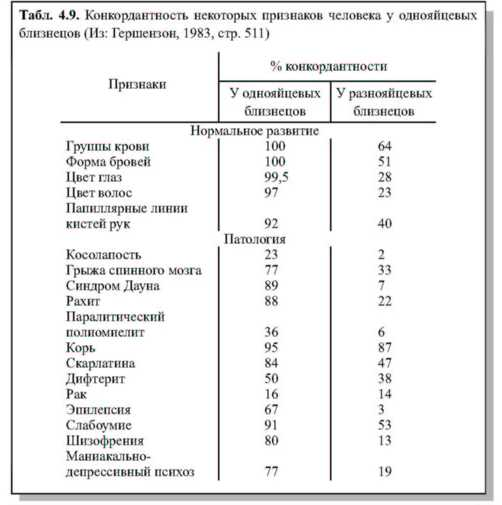 Табл. 4.9. Конкордантность некоторых признаков человека у однояйцевых
близнецов (Из: Гершензон, 1983, стр. 511)
Признаки
% конкордантности
У однояйцевых близнецов
У разнояйцевых близнецов
Нормальное развитие
Группы крови 100 64
Форма бровей 100 51
Цвет глаз 99,5 28
Цвет волос 97 23
Папиллярные линии
кистей рук 92 40
Патология
Косолапость 23 2
Грыжа спинного мозга 77 33
Синдром Дауна 89 7
Рахит 88 22
Паралитический
полиомиелит 36 6
Корь 95 87
Скарлатина 84 47
Дифтерит 50 38
Рак 16 14
Эпилепсия 67 3
Слабоумие 91 53
Шизофрения 80 13
Маниакально-
депрессивный психоз 77 19